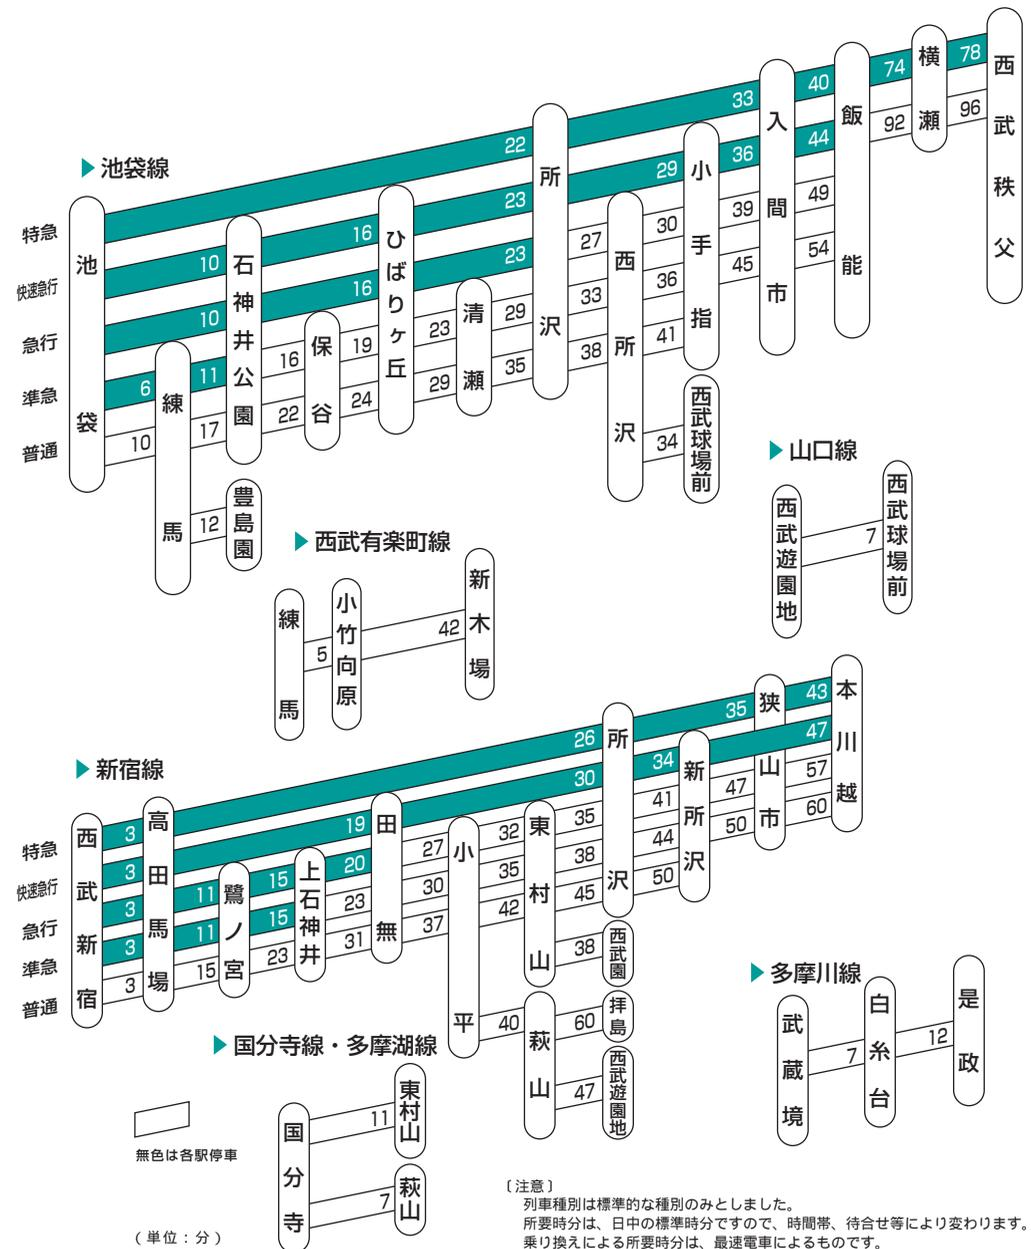 ▶池袋線
特急
快速急行
急行
準急
普通
池袋
練馬
石神井公園
豊島園
保谷
ひばりヶ丘
清瀬
所沢
西所沢
小手指
西武球場前
入間市
飯能
横瀬
西武秩父
22 33 40 74 78
10 16 23 29 36 44 92 96
10 16 23 27 30 39 49
6 11 16 19 23 29 33 36 45 54
10 17 22 24 29 35 38 41
12
34
▶西武有楽町線
練馬
小竹向原
新木場
5 42
▶山口線
西武遊園地
西武球場前
7
▶新宿線
特急
快速急行
急行
準急
普通
西武新宿
高田馬場
鷺ノ宮
上石神井
田無
小平
東村山
萩山
所沢
西武園
拝島
西武遊園地
新所沢
狭山市
本川越
3 26 35 43
3 19 30 34 47
3 11 15 20 27 32 35 41 47 57
3 11 15 23 30 35 38 44 50 60
3 15 23 31 37 42 45 50
38
40 60
47
▶国分寺線・多摩湖線
国分寺
東村山
萩山
11
7
▶多摩川線
武蔵境
白糸台
是政
7 12
無色は各駅停車
(単位:分)
〔注意〕
列車種別は標準的な種別のみとしました。
所要時分は、日中の標準時分ですので、時間帯、待合せ等により変わります。
乗り換えによる所要時分は、最速電車によるものです。